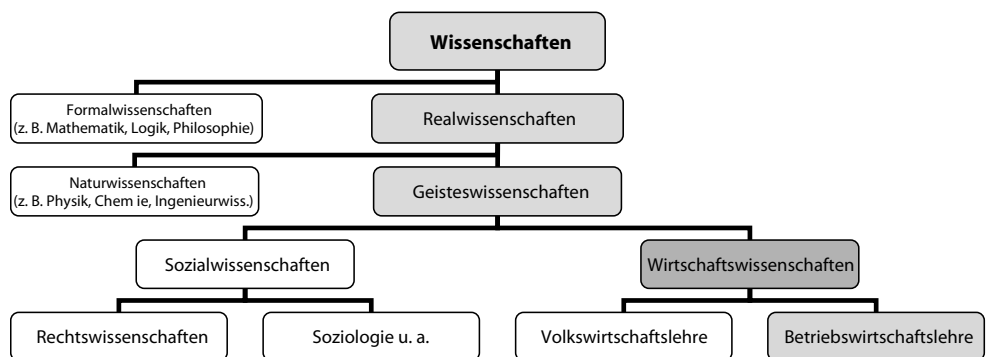 Wissenschaften
Formalwissenschaften
(z. B. Mathematik, Logik, Philosophie)
Realwissenschaften
Naturwissenschaften
(z. B. Physik, Chem ie, Ingenieurwiss.)
Geisteswissenschaften
Sozialwissenschaften
Wirtschaftswissenschaften
Rechtswissenschaften
Soziologie u. a.
Volkswirtschaftslehre
Betriebswirtschaftslehre